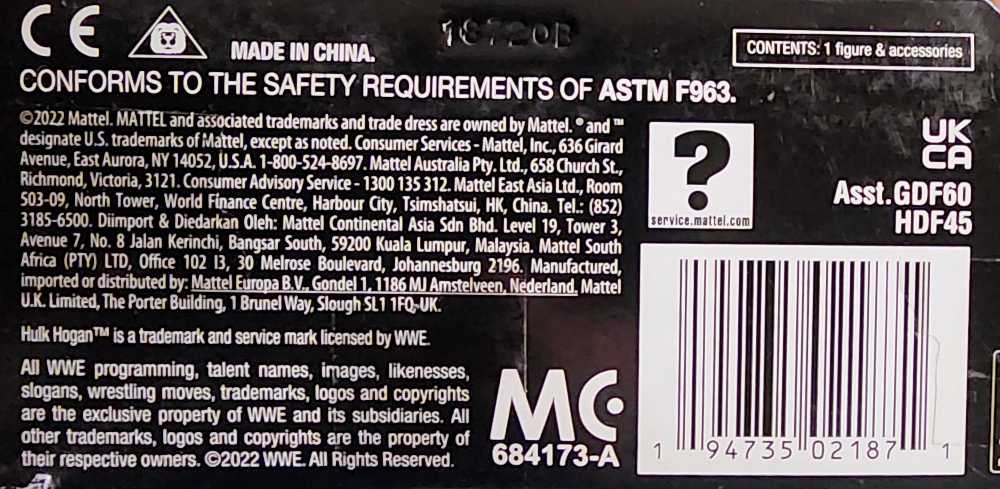 CE
MADE IN CHINA.
18720B
CONTENTS: 1 figure & accessories
CONFORMS TO THE SAFETY REQUIREMENTS OF ASTM F963.
©2022 Mattel. MATTEL and associated trademarks and trade dress are owned by Mattel. ® and ™
designate U.S. trademarks of Mattel, except as noted. Consumer Services - Mattel, Inc., 636 Girard
Avenue, East Aurora, NY 14052, U.S.A. 1-800-524-8697. Mattel Australia Pty. Ltd., 658 Church St.,
Richmond, Victoria, 3121. Consumer Advisory Service - 1300 135 312. Mattel East Asia Ltd., Room
503-09, North Tower, World Finance Centre, Harbour City, Tsimshatsui, HK, China. Tel.: (852)
3185-6500. Diimport & Diedarkan Oleh: Mattel Continental Asia Sdn Bhd. Level 19, Tower 3,
Avenue 7, No. 8 Jalan Kerinchi, Bangsar South, 59200 Kuala Lumpur, Malaysia. Mattel South
Africa (PTY) LTD, Office 102 I3, 30 Melrose Boulevard, Johannesburg 2196. Manufactured,
imported or distributed by: Mattel Europa B.V., Gondel 1, 1186 MJ Amstelveen, Nederland. Mattel
U.K. Limited, The Porter Building, 1 Brunel Way, Slough SL1 1FQ, UK.
Hulk Hogan™ is a trademark and service mark licensed by WWE.
All WWE programming, talent names, images, likenesses,
slogans, wrestling moves, trademarks, logos and copyrights
are the exclusive property of WWE and its subsidiaries. All
other trademarks, logos and copyrights are the property of
their respective owners. ©2022 WWE. All Rights Reserved.
MC
684173-A
?
service.mattel.com
UK
CA
Asst.GDF60
HDF45
1 94735 02187 1